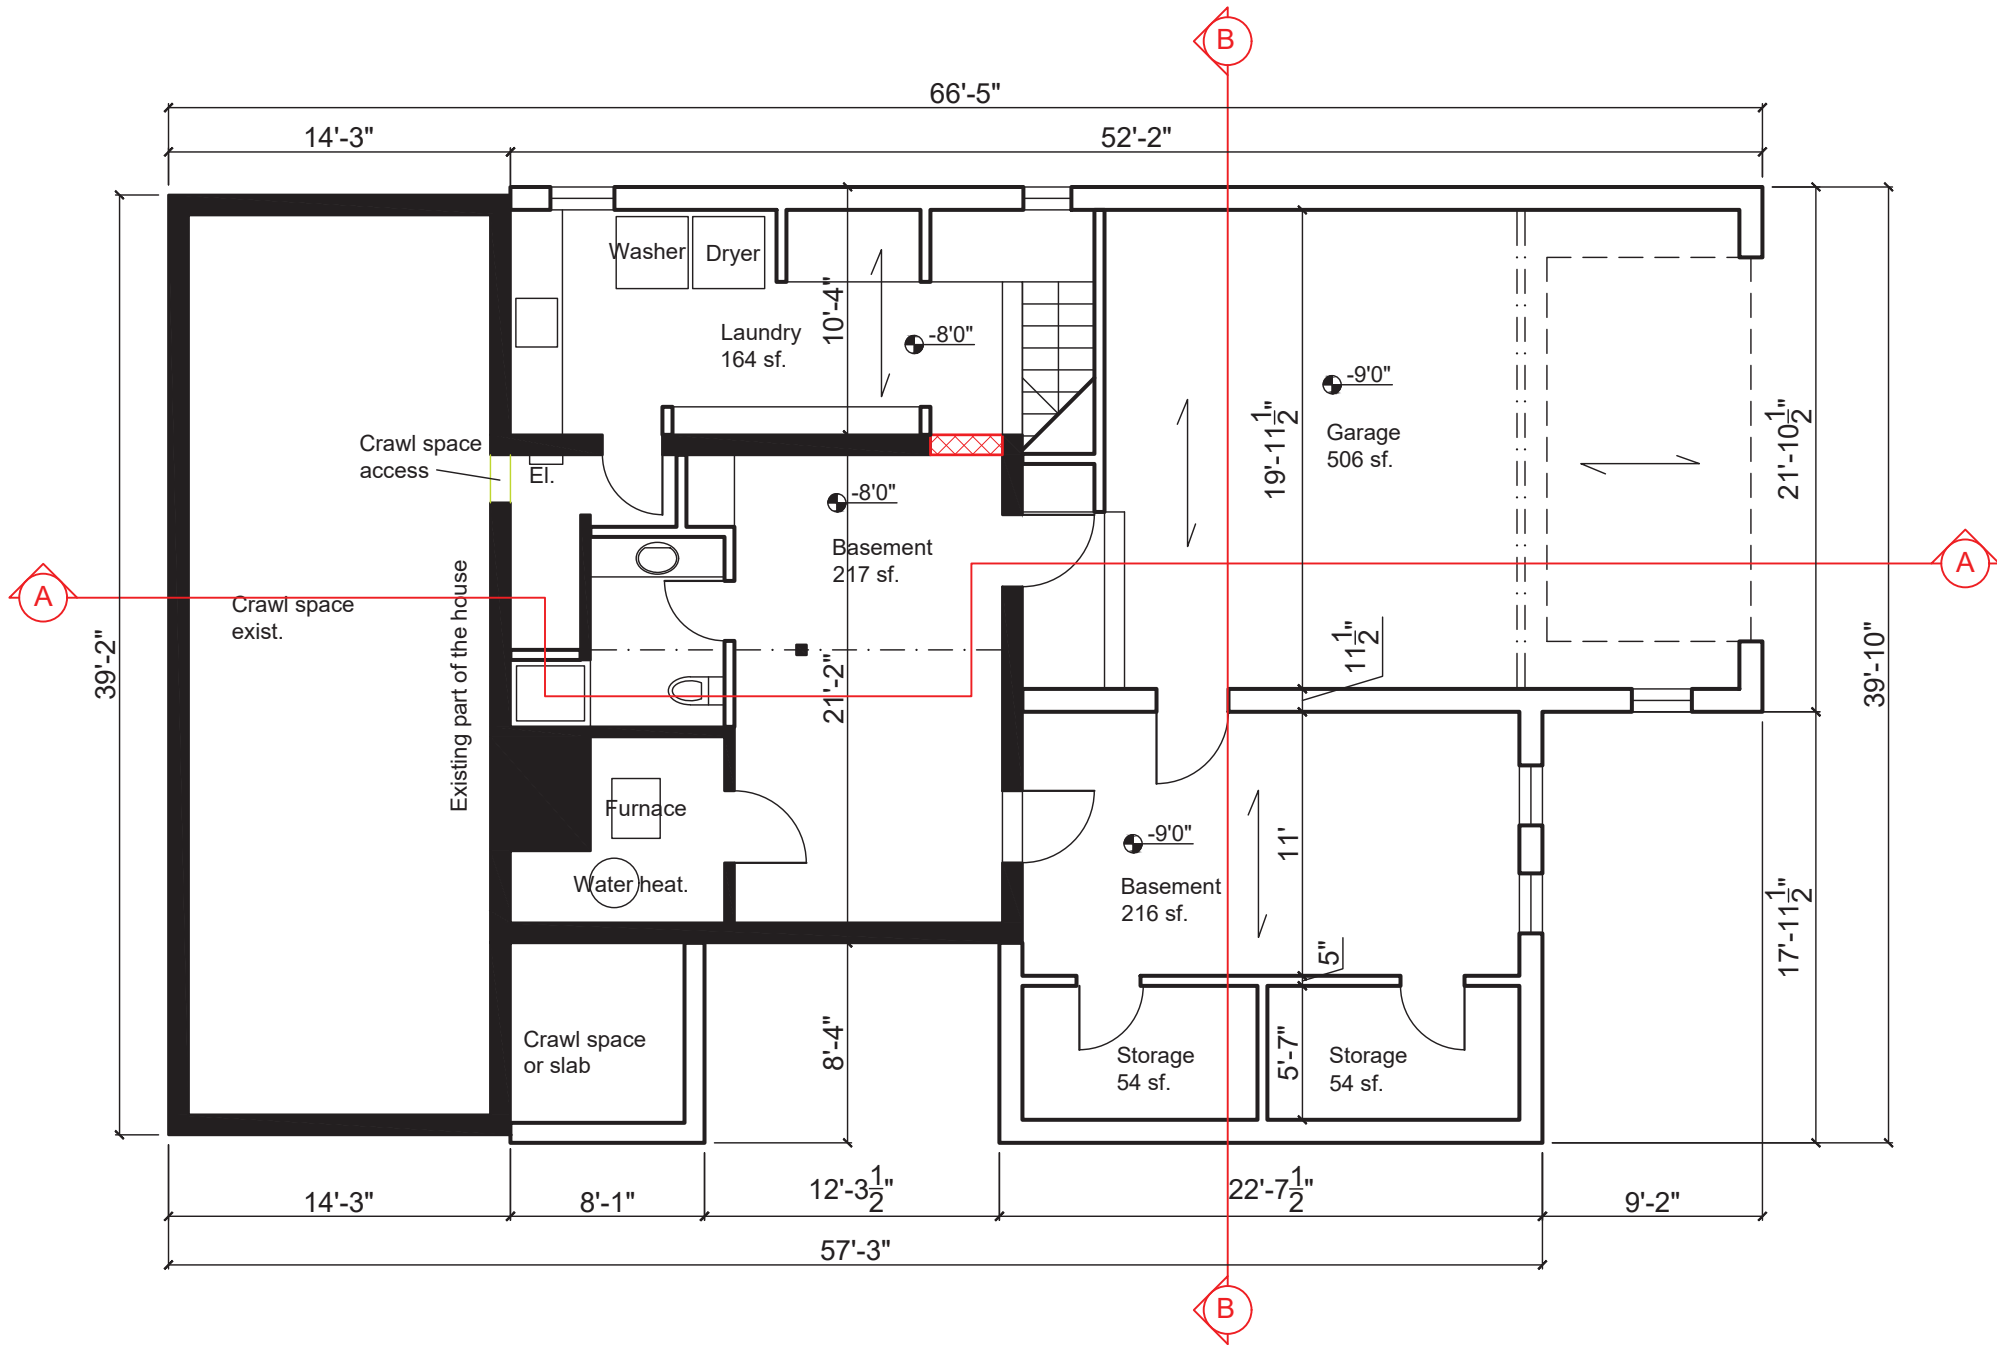 B
66'-5"
14'-3"
52'-2"
Washer
Dryer
10'-4"
Laundry
164 sf.
-8'0"
-9'0"
Garage
506 sf.
19'-11 1/2"
21'-10 1/2"
Crawl space
access
El.
-8'0"
Basement
217 sf.
A
A
Crawl space
exist.
Existing part of the house
39'-2"
21'-2"
11 1/2"
39'-10"
Furnace
Water heat.
-9'0"
Basement
216 sf.
11'
5"
17'-11 1/2"
Crawl space
or slab
8'-4"
Storage
54 sf.
5'-7"
Storage
54 sf.
14'-3"
8'-1"
12'-3 1/2"
22'-7 1/2"
9'-2"
57'-3"
B